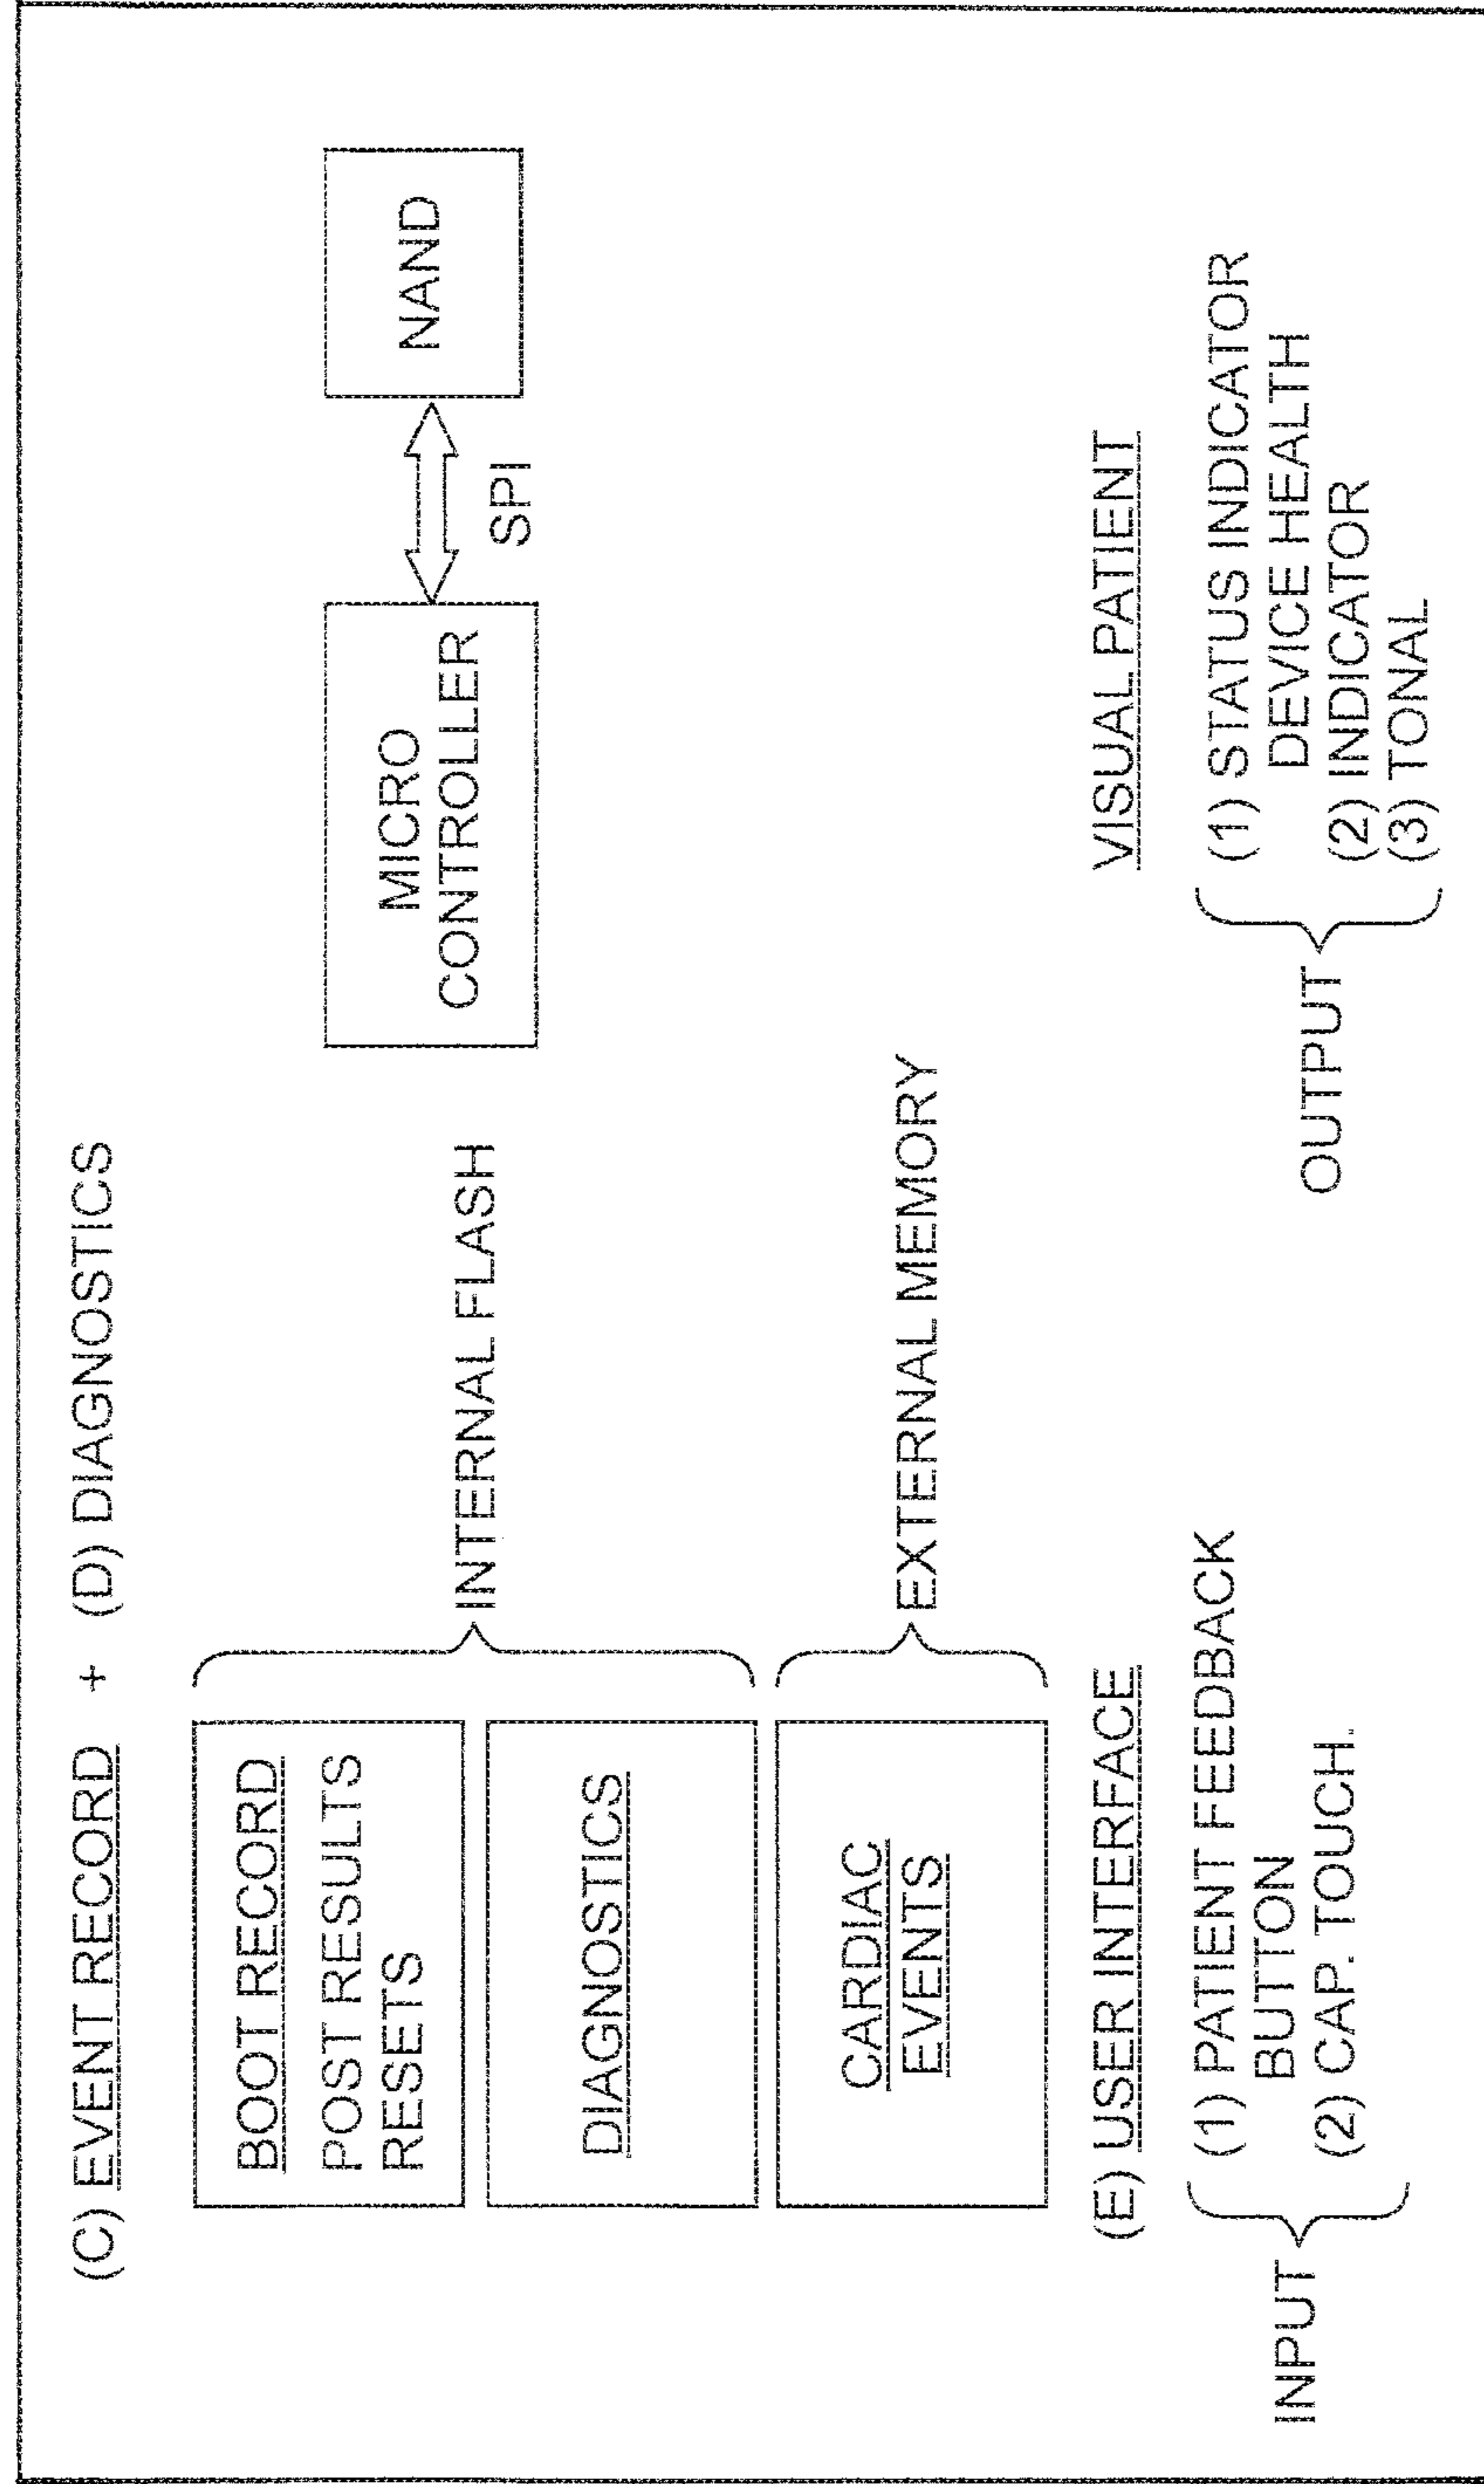 (C) EVENT RECORD + (D) DIAGNOSTICS
BOOT RECORD
POST RESULTS
RESETS
DIAGNOSTICS
INTERNAL FLASH
CARDIAC
EVENTS
EXTERNAL MEMORY
MICRO
CONTROLLER
SPI
NAND
(E) USER INTERFACE
INPUT
(1) PATIENT FEEDBACK
BUTTON
(2) CAP. TOUCH.
VISUAL PATIENT
OUTPUT
(1) STATUS INDICATOR
DEVICE HEALTH
(2) INDICATOR
(3) TONAL